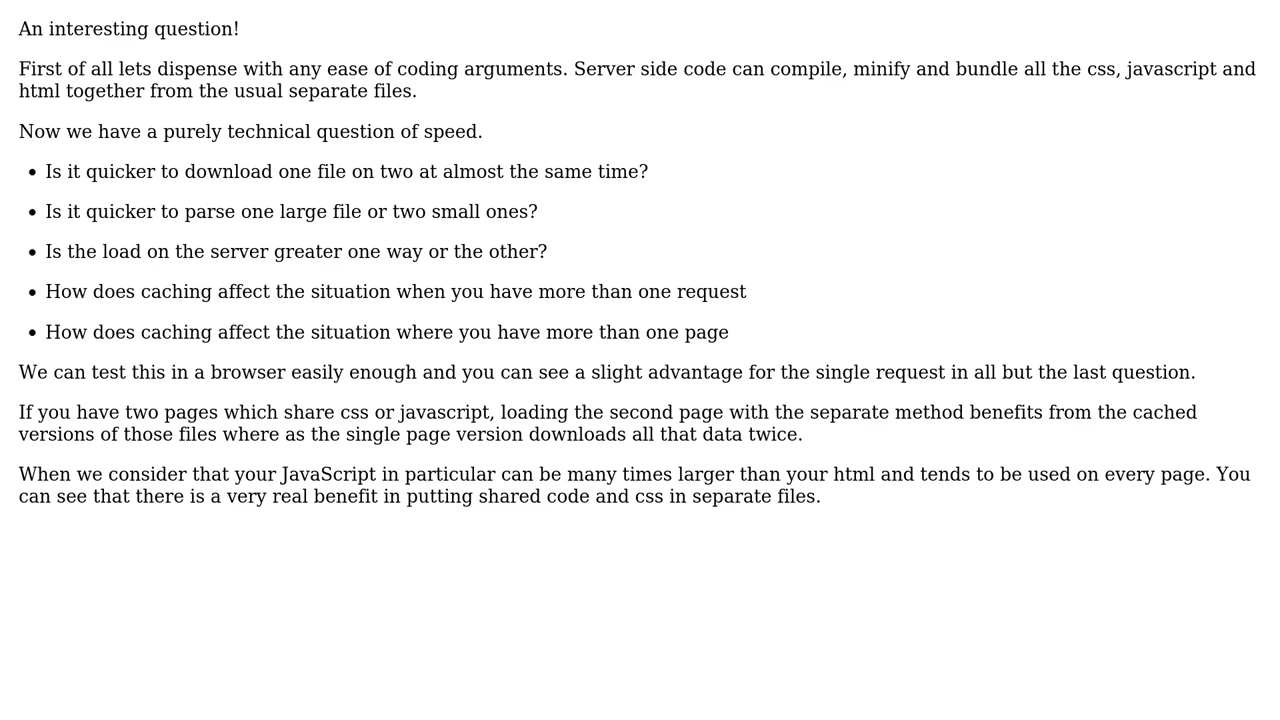 An interesting question!
First of all lets dispense with any ease of coding arguments. Server side code can compile, minify and bundle all the css, javascript and
html together from the usual separate files.
Now we have a purely technical question of speed.
• Is it quicker to download one file on two at almost the same time?
• Is it quicker to parse one large file or two small ones?
• Is the load on the server greater one way or the other?
• How does caching affect the situation when you have more than one request
• How does caching affect the situation where you have more than one page
We can test this in a browser easily enough and you can see a slight advantage for the single request in all but the last question.
If you have two pages which share css or javascript, loading the second page with the separate method benefits from the cached
versions of those files where as the single page version downloads all that data twice.
When we consider that your JavaScript in particular can be many times larger than your html and tends to be used on every page. You
can see that there is a very real benefit in putting shared code and css in separate files.